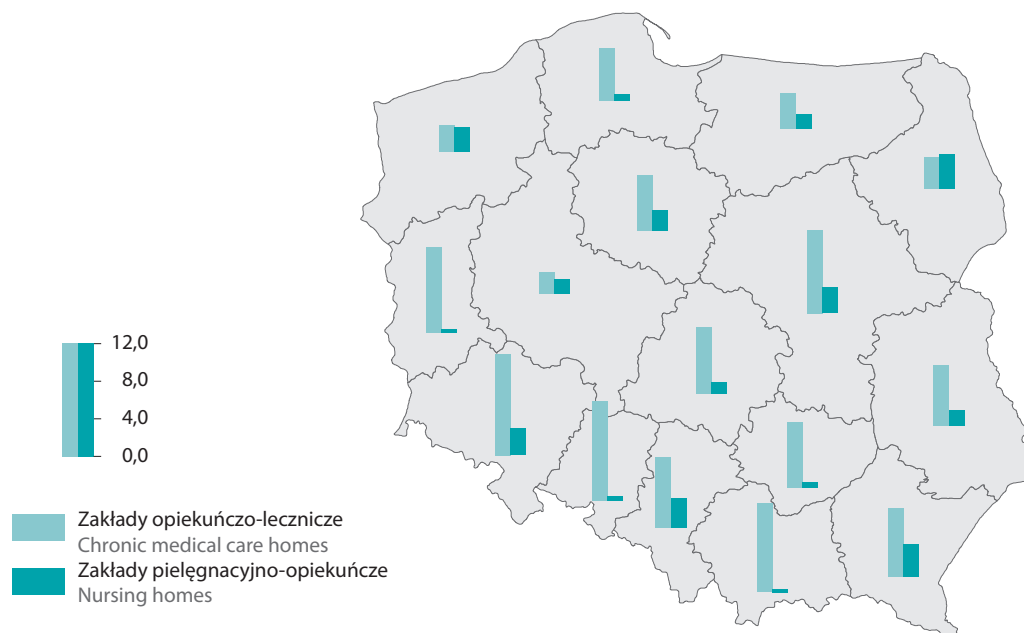 12,0
8,0
4,0
0,0
Zakłady opiekuńczo-lecznicze
Chronic medical care homes
Zakłady pielęgnacyjno-opiekuńcze
Nursing homes